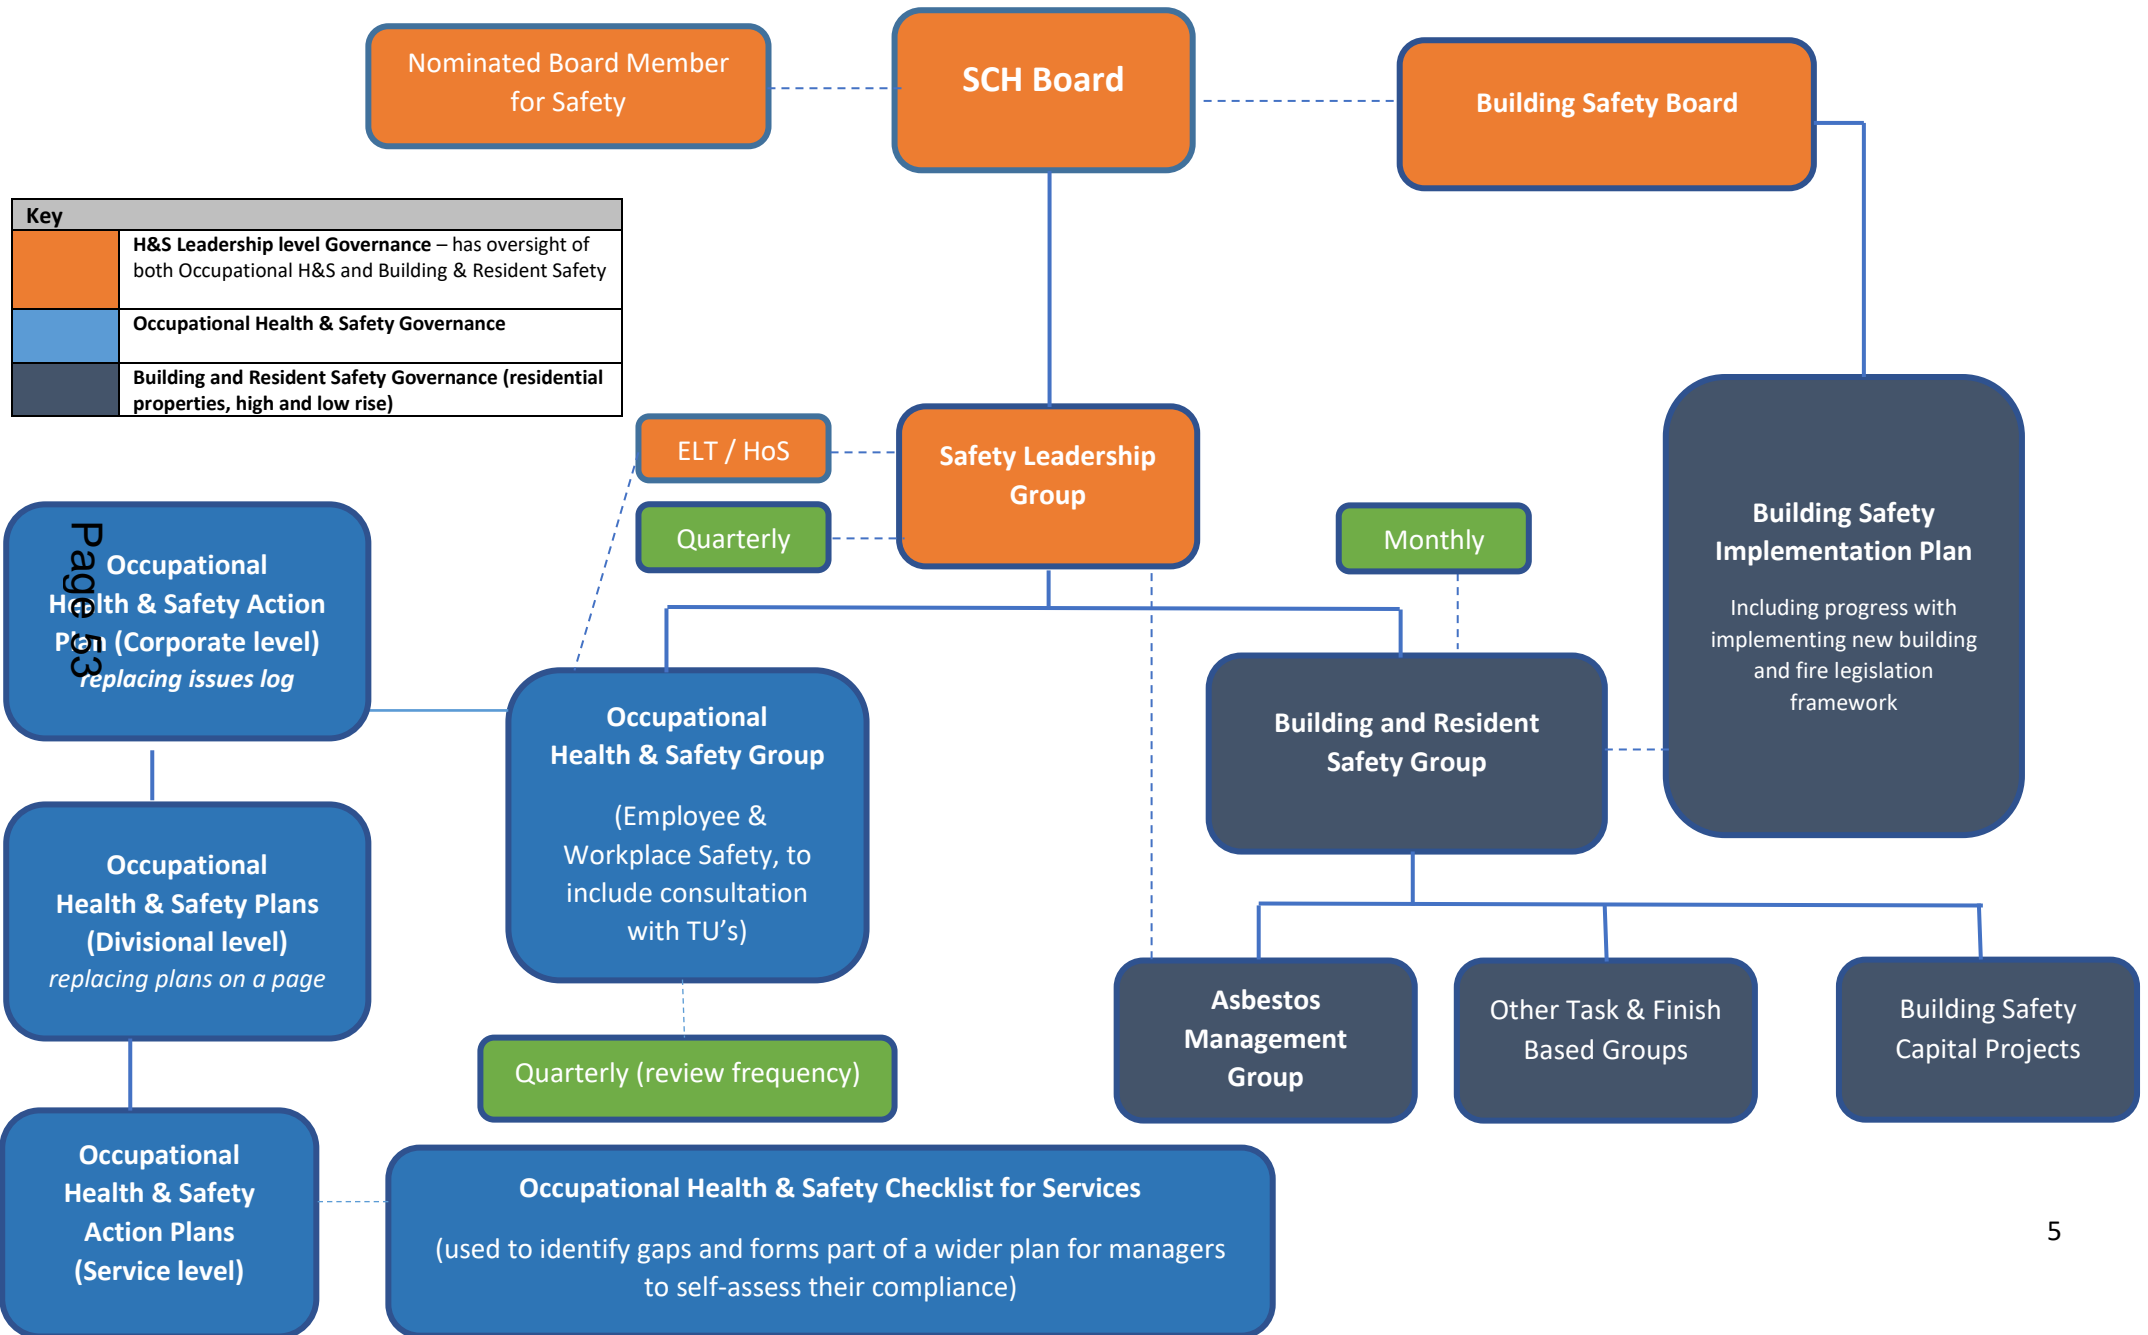 Nominated Board Member
for Safety
SCH Board
Building Safety Board
Key
H&S Leadership level Governance – has oversight of
both Occupational H&S and Building & Resident Safety
Occupational Health & Safety Governance
Building and Resident Safety Governance (residential
properties, high and low rise)
ELT / HoS
Quarterly
Safety Leadership
Group
Monthly
Building Safety
Implementation Plan
Including progress with
implementing new building
and fire legislation
framework
Page 53
Occupational
Health & Safety Action
Plan (Corporate level)
replacing issues log
Occupational
Health & Safety Group
(Employee &
Workplace Safety, to
include consultation
with TU's)
Building and Resident
Safety Group
Occupational
Health & Safety Plans
(Divisional level)
replacing plans on a page
Asbestos
Management
Group
Other Task & Finish
Based Groups
Building Safety
Capital Projects
Quarterly (review frequency)
Occupational
Health & Safety
Action Plans
(Service level)
Occupational Health & Safety Checklist for Services
(used to identify gaps and forms part of a wider plan for managers
to self-assess their compliance)
5